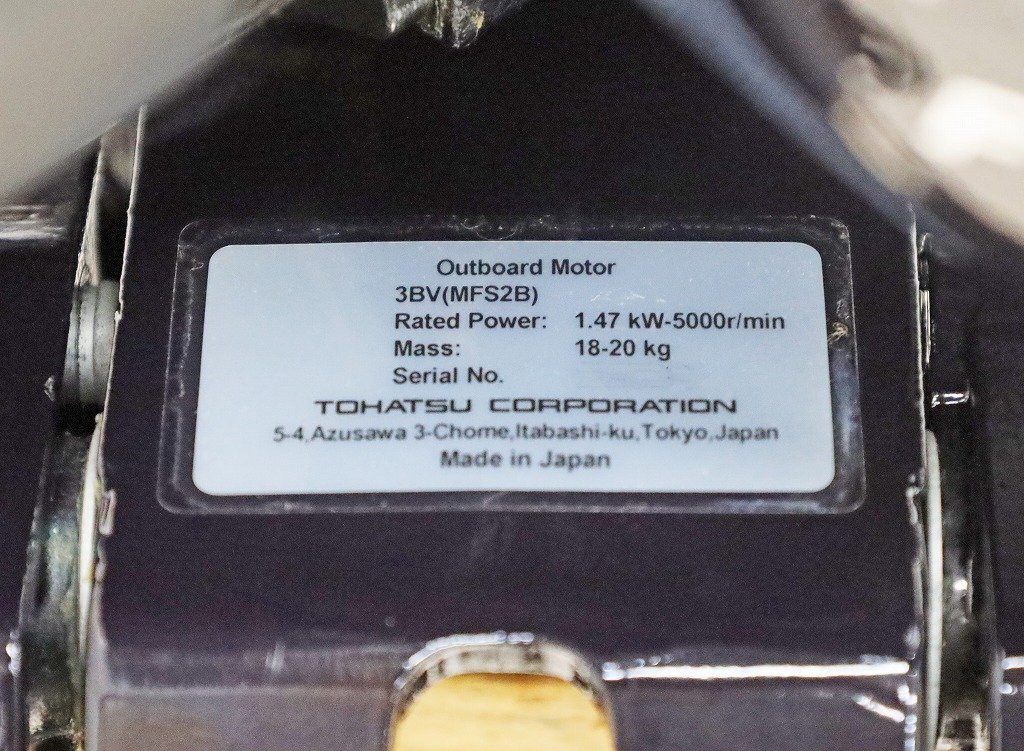 Outboard Motor
3BV(MFS2B)
Rated Power: 1.47 kW-5000r/min
Mass: 18-20 kg
Serial No.
TOHATSU CORPORATION
5-4,Azusawa 3-Chome,Itabashi-ku,Tokyo,Japan
Made in Japan